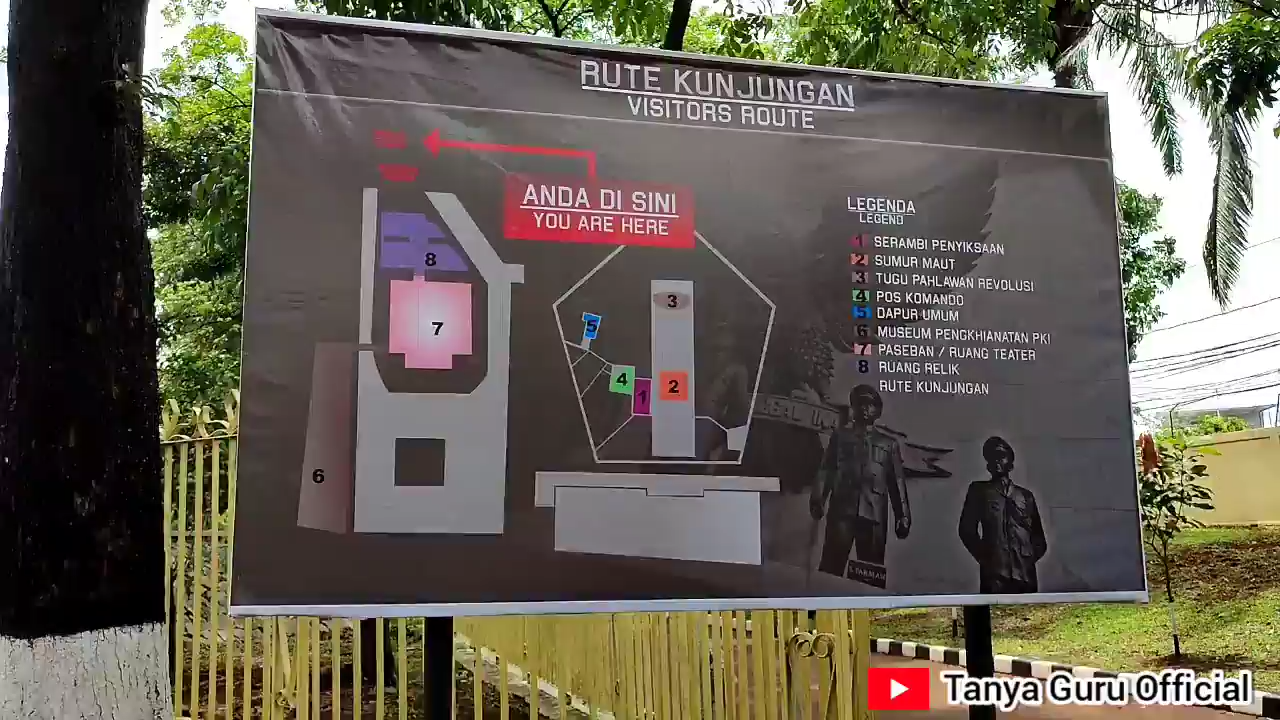 RUTE KUNJUNGAN
VISITORS ROUTE
ANDA DI SINI
YOU ARE HERE
8
7
6
5
4
1
3
2
LEGENDA
LEGEND
1 SERAMBI PENYIKSAAN
2 SUMUR MAUT
3 TUGU PAHLAWAN REVOLUSI
4 POS KOMANDO
5 DAPUR UMUM
6 MUSEUM PENGKHIANATAN PKI
7 PASEBAN / RUANG TEATER
8 RUANG RELIK
RUTE KUNJUNGAN
S. PARMAN
Tanya Guru Official